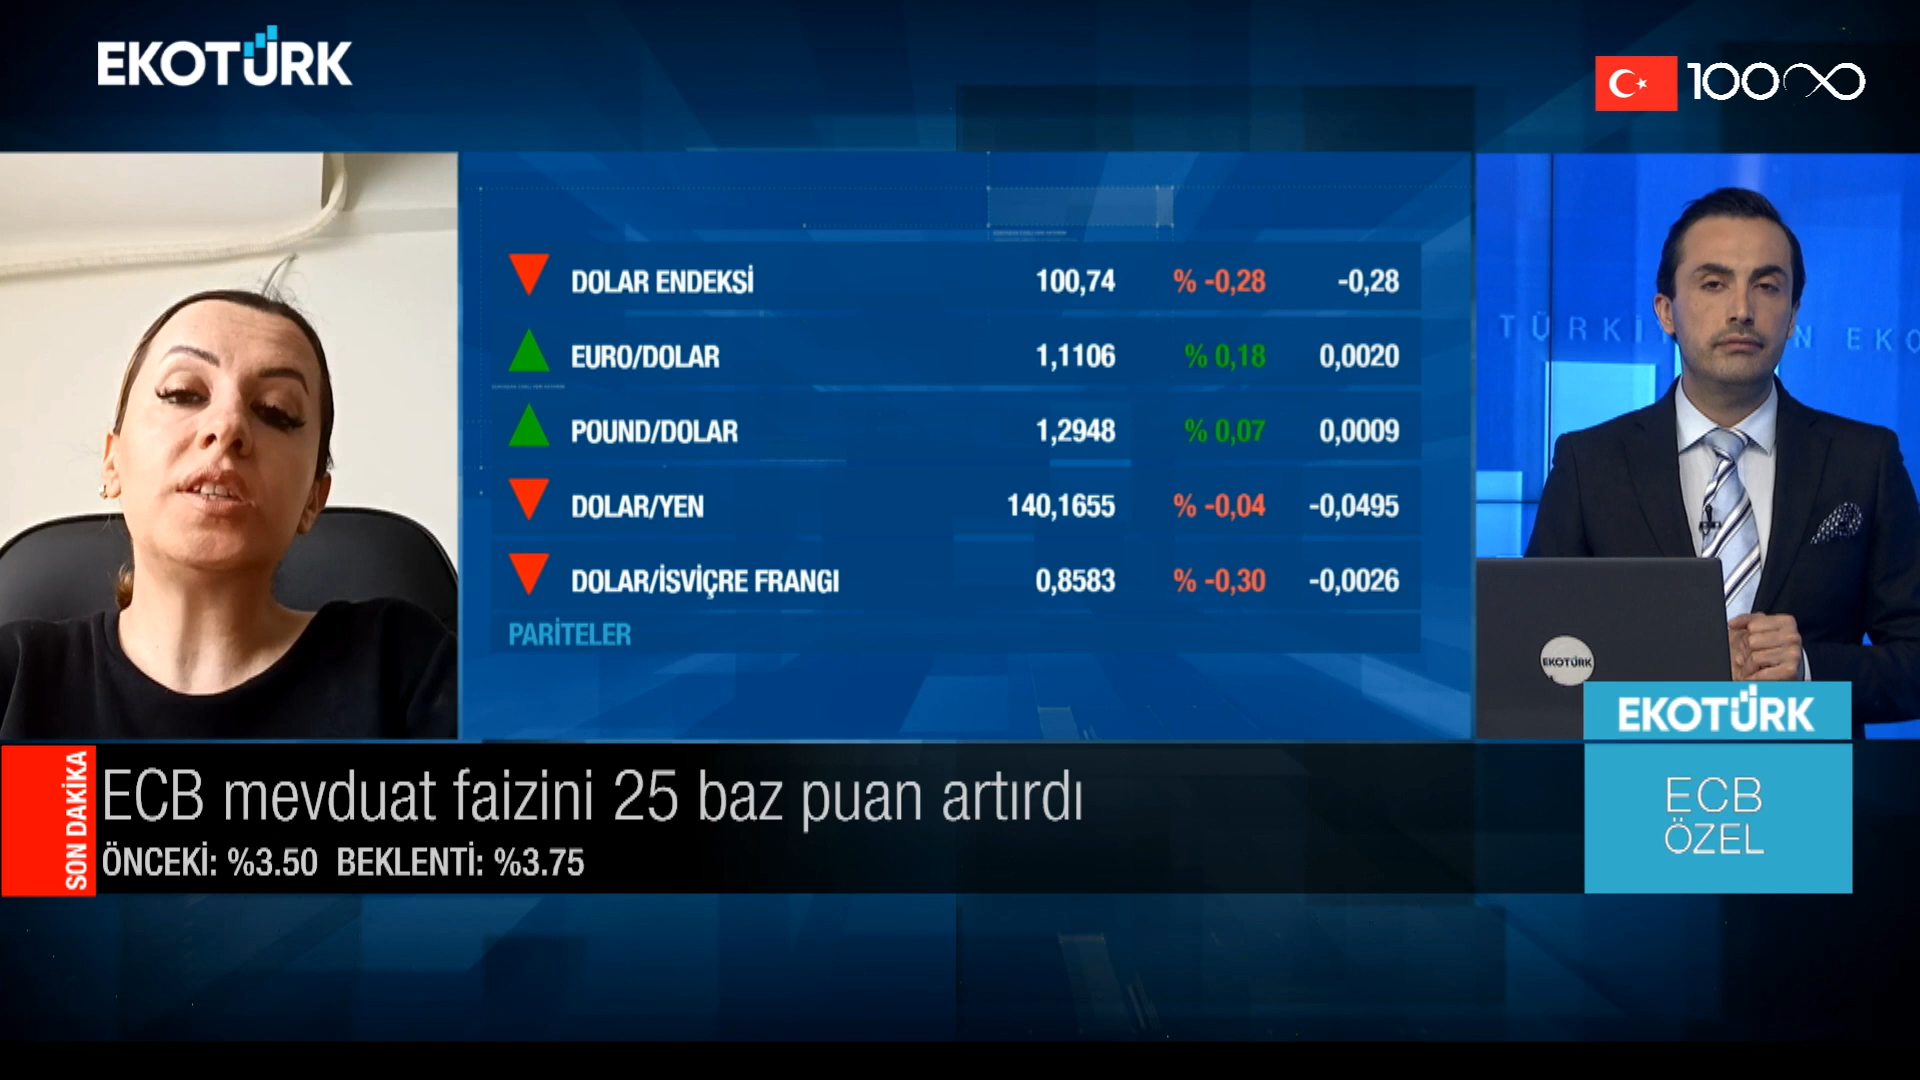 EKOTÜRK
100
DOLAR ENDEKSİ 100,74 % -0,28 -0,28
EURO/DOLAR 1,1106 % 0,18 0,0020
POUND/DOLAR 1,2948 % 0,07 0,0009
DOLAR/YEN 140,1655 % -0,04 -0,0495
DOLAR/İSVİÇRE FRANGI 0,8583 % -0,30 -0,0026
PARİTELER
TÜRKİ N EKO
EKOTÜRK
EKOTÜRK
SON DAKİKA
ECB mevduat faizini 25 baz puan artırdı
ÖNCEKİ: %3.50 BEKLENTİ: %3.75
ECB
ÖZEL